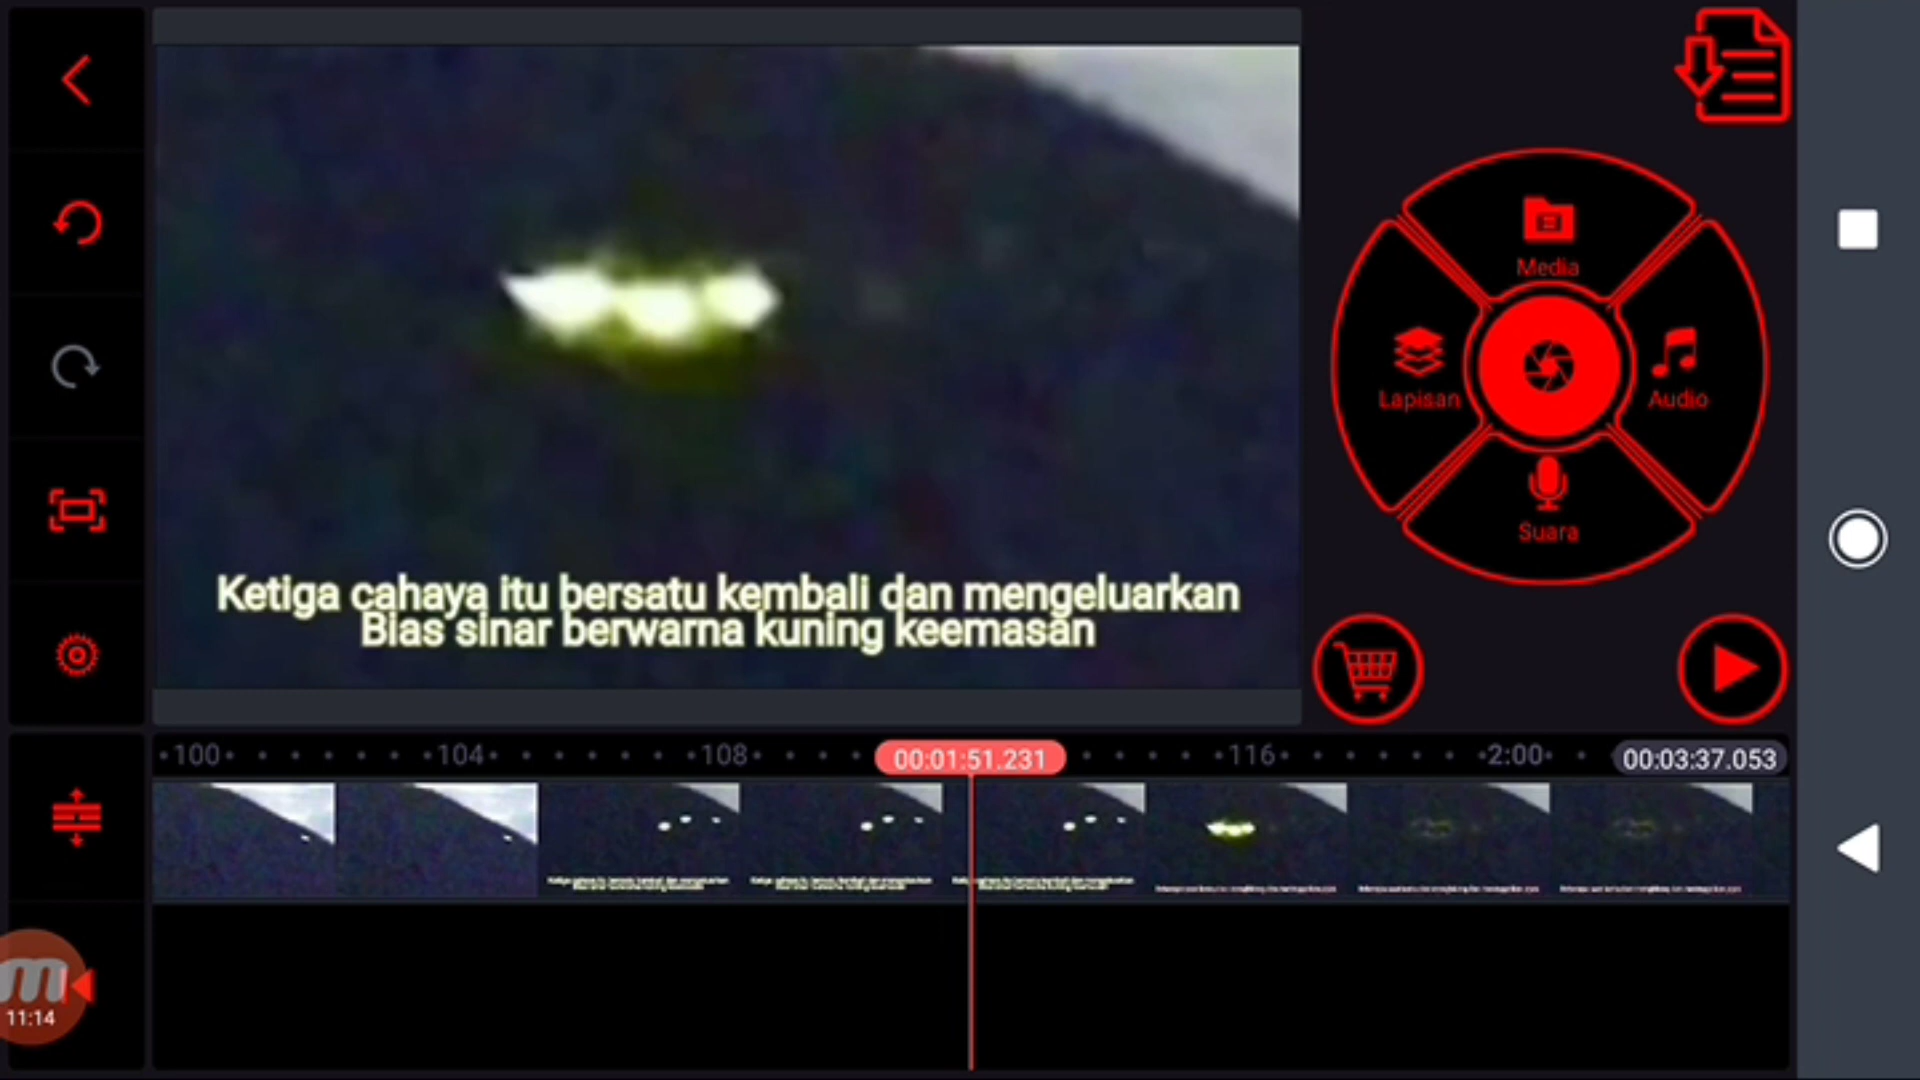 Media
Lapisan
Audio
Suara
Ketiga cahaya itu bersatu kembali dan mengeluarkan
Bias sinar berwarna kuning keemasan
100
104
108
00:01:51.231
116
2:00
00:03:37.053
m
11:14